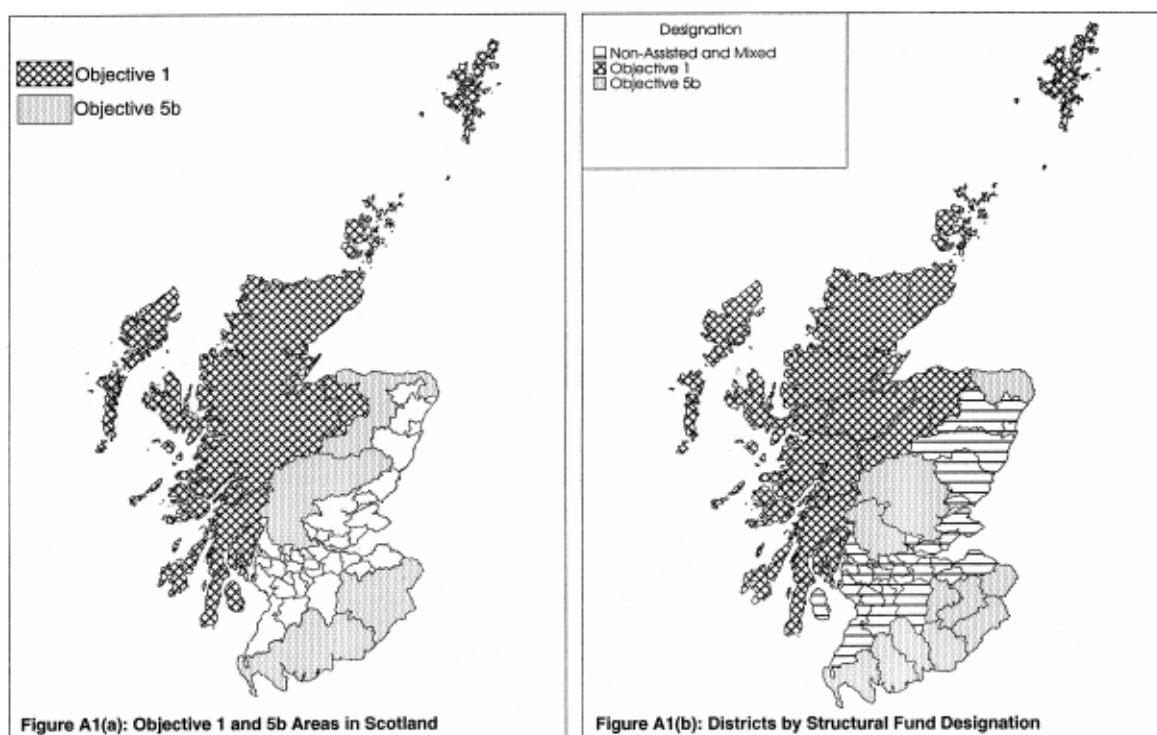 Objective 1
Objective 5b
Figure A1(a): Objective 1 and 5b Areas in Scotland
Designation
Non-Assisted and Mixed
Objective 1
Objective 5b
Figure A1(b): Districts by Structural Fund Designation